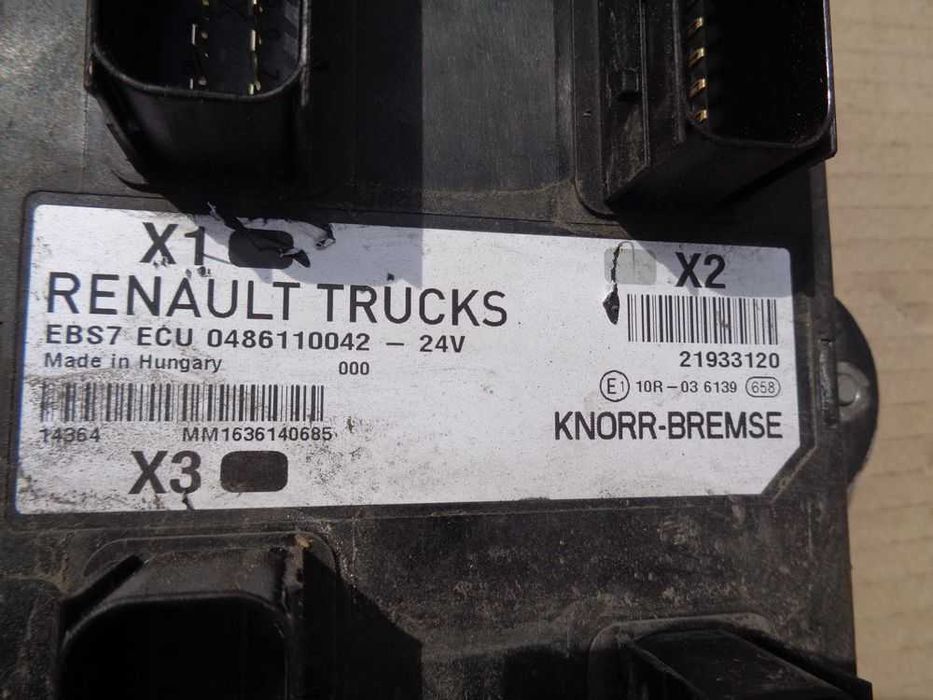 X1
X2
RENAULT TRUCKS
EBS7 ECU 0486110042 - 24V
Made in Hungary 000
21933120
E1 10R-03 6139 658
14364 MM1636140685
KNORR-BREMSE
X3